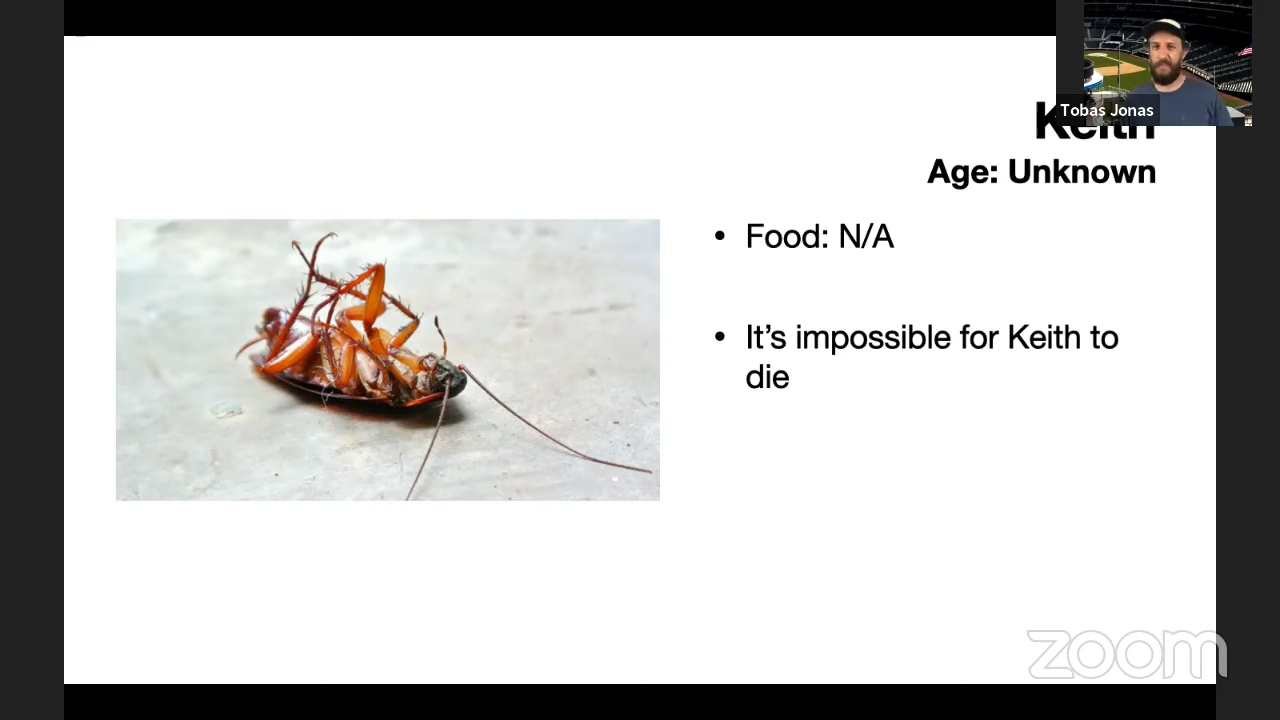 Tobas Jonas
Keith
Age: Unknown
• Food: N/A
• It’s impossible for Keith to
die
zoom